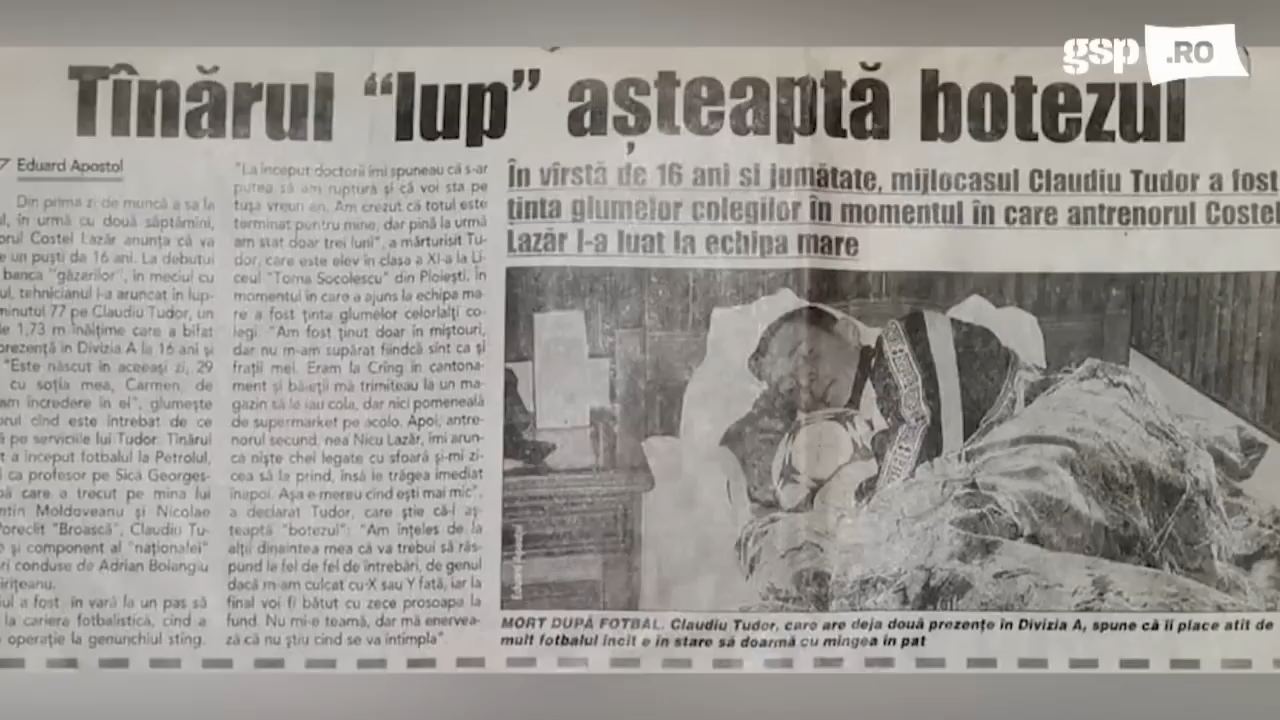 gsp.RO
Tînărul "lup" așteaptă botezul
Eduard Apostol
Din prima zi de muncă a sa la
ul, în urmă cu două săptămîni,
orul Costel Lazăr anunța că va
e un puști de 16 ani. La debutul
banca "găzarilor", în meciul cu
ul, tehnicianul l-a aruncat în lup-
minutul 77 pe Claudiu Tudor, un
de 1,73 m înălțime care a bifat
prezență în Divizia A la 16 ani și
"Este născut în aceeași zi, 29
cu soția mea, Carmen, de
am încredere în el", glumește
orul cînd este întrebat de ce
ă pe serviciile lui Tudor. Tînărul
t a început fotbalul la Petrolul,
l ca profesor pe Sică Georges-
pă care a trecut pe mîna lui
ntin Moldoveanu și Nicolae
Poreclit "Broască", Claudiu Tu-
e și component al "naționalei"
ri conduse de Adrian Bolangiu
irițeanu.
ul a fost în vară la un pas să
la cariera fotbalistică, cînd a
operație la genunchiul stîng.
"La început doctorii îmi spuneau că s-ar
putea să am ruptură și că voi sta pe
tușă vreun an. Am crezut că totul este
terminat pentru mine, dar pînă la urmă
am stat doar trei luni", a mărturisit Tu-
dor, care este elev în clasa a XI-a la Li-
ceul "Toma Socolescu" din Ploiești. În
momentul în care a ajuns la echipa ma-
re a fost ținta glumelor celorlalți co-
legi. "Am fost ținut doar în miștouri,
dar nu m-am supărat fiindcă sînt ca și
frații mei. Eram la Crîng în cantona-
ment și băieții mă trimiteau la un ma-
gazin să le iau cola, dar nici pomeneală
de supermarket pe acolo. Apoi, antre-
norul secund, nea Nicu Lazăr, îmi arun-
ca niște chei legate cu sfoară și-mi zi-
cea să la prind, însă le trăgea imediat
înapoi. Așa e mereu cînd ești mai mic",
a declarat Tudor, care știe că-l aș-
teaptă "botezul": "Am înțeles de la
alții dinaintea mea că va trebui să răs-
pund la fel de fel de întrebări, de genul
dacă m-am culcat cu X sau Y fată, iar la
final voi fi bătut cu zece prosoape la
fund. Nu mi-e teamă, dar mă enervea-
ză că nu știu cînd se va întîmpla".
În vîrstă de 16 ani și jumătate, mijlocașul Claudiu Tudor a fost
ținta glumelor colegilor în momentul în care antrenorul Costel
Lazăr l-a luat la echipa mare
MORT DUPĂ FOTBAL. Claudiu Tudor, care are deja două prezențe în Divizia A, spune că îi place atît de
mult fotbalul încît e în stare să doarmă cu mingea în pat